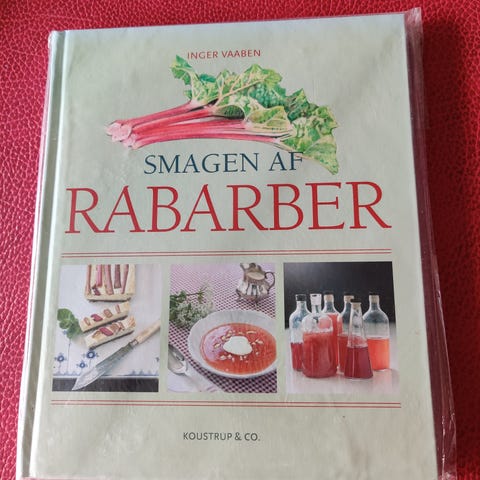 INGER VAABEN
SMAGEN AF
RABARBER
KOUSTRUP & CO.